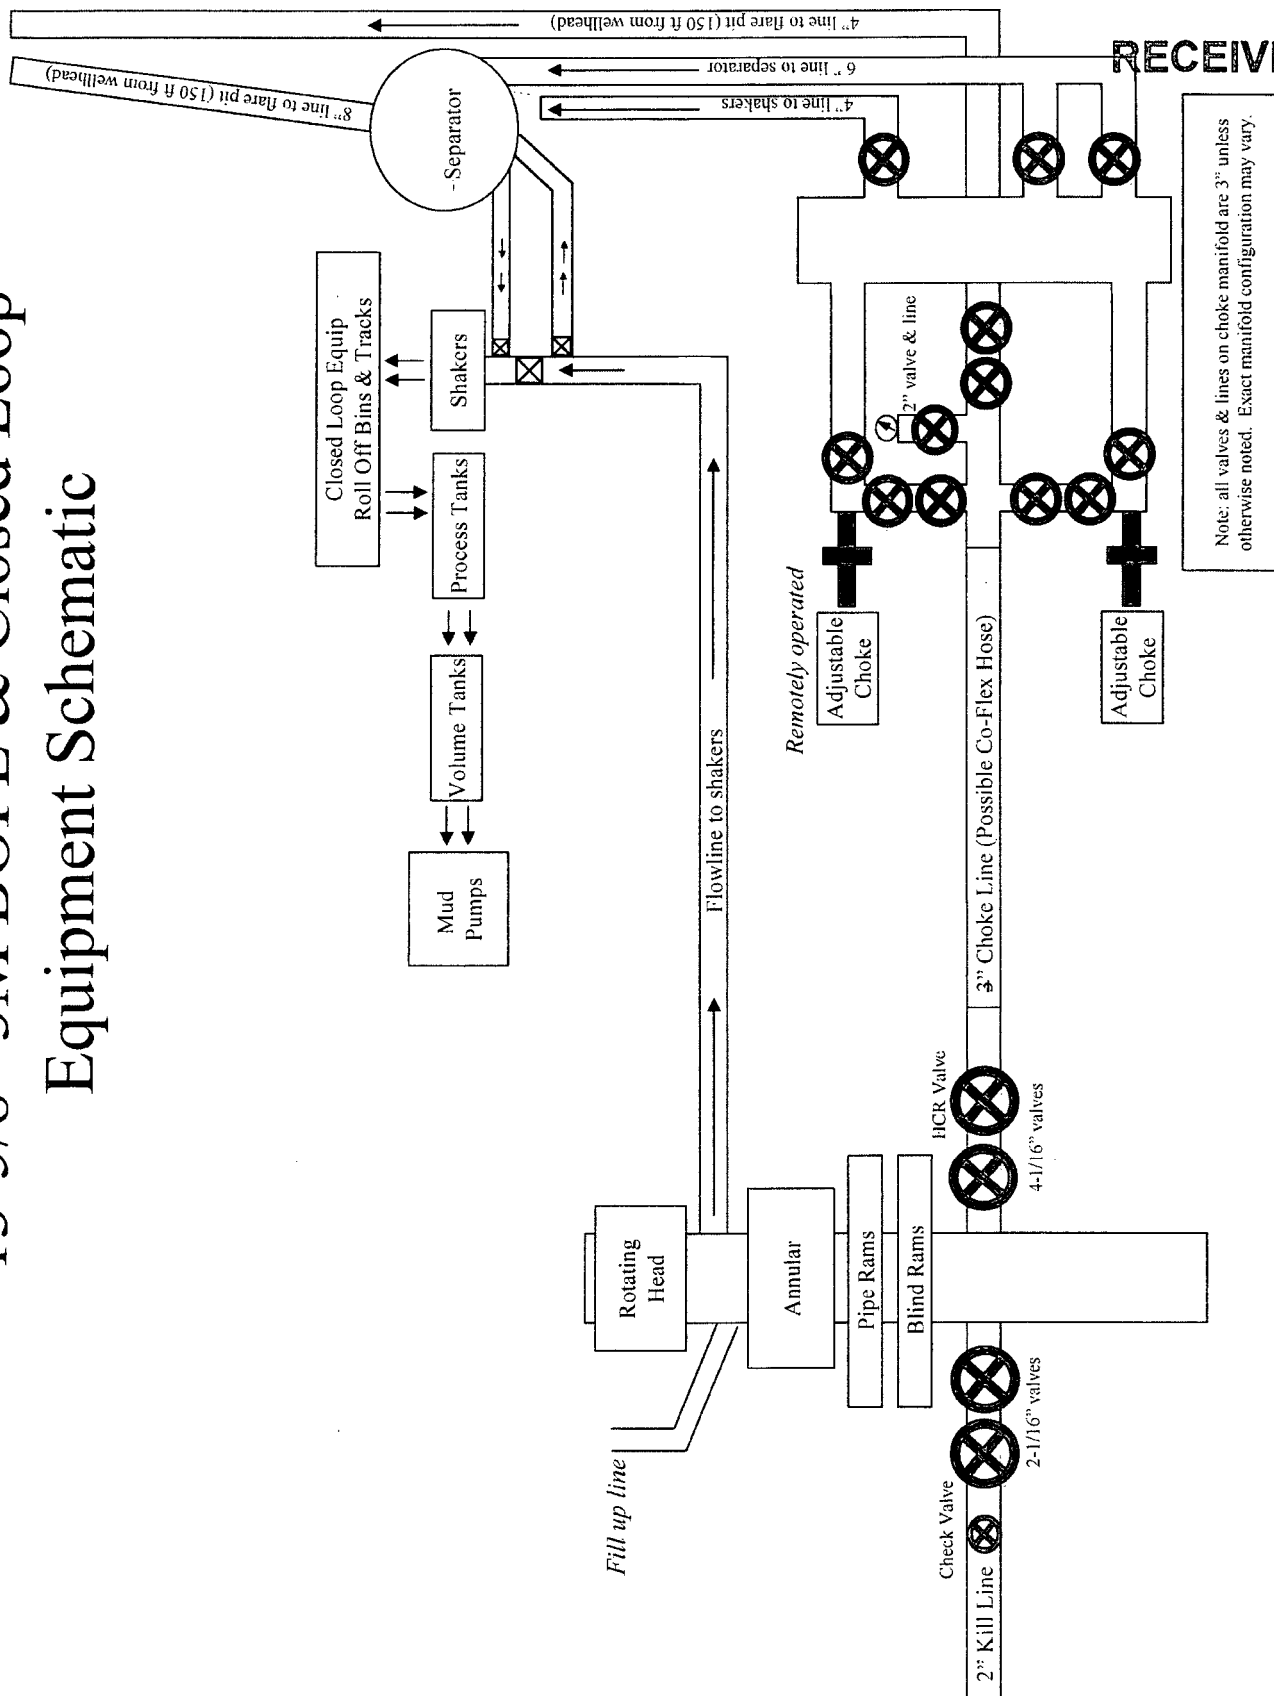 Equipment Schematic
Closed Loop Equip
Roll Off Bins & Tracks
Shakers
Process Tanks
Volume Tanks
Mud
Pumps
Separator
8" line to flare pit (150 ft from wellhead)
4" line to flare pit (150 ft from wellhead)
6" line to separator
4" line to shakers
RECEIV
Fill up line
Rotating
Head
Flowline to shakers
Annular
Pipe Rams
Blind Rams
Remotely operated
Adjustable
Choke
2" valve & line
2" Kill Line
Check Valve
2-1/16" valves
HCR Valve
4-1/16" valves
3" Choke Line (Possible Co-Flex Hose)
Adjustable
Choke
Note: all valves & lines on choke manifold are 3" unless
otherwise noted. Exact manifold configuration may vary.